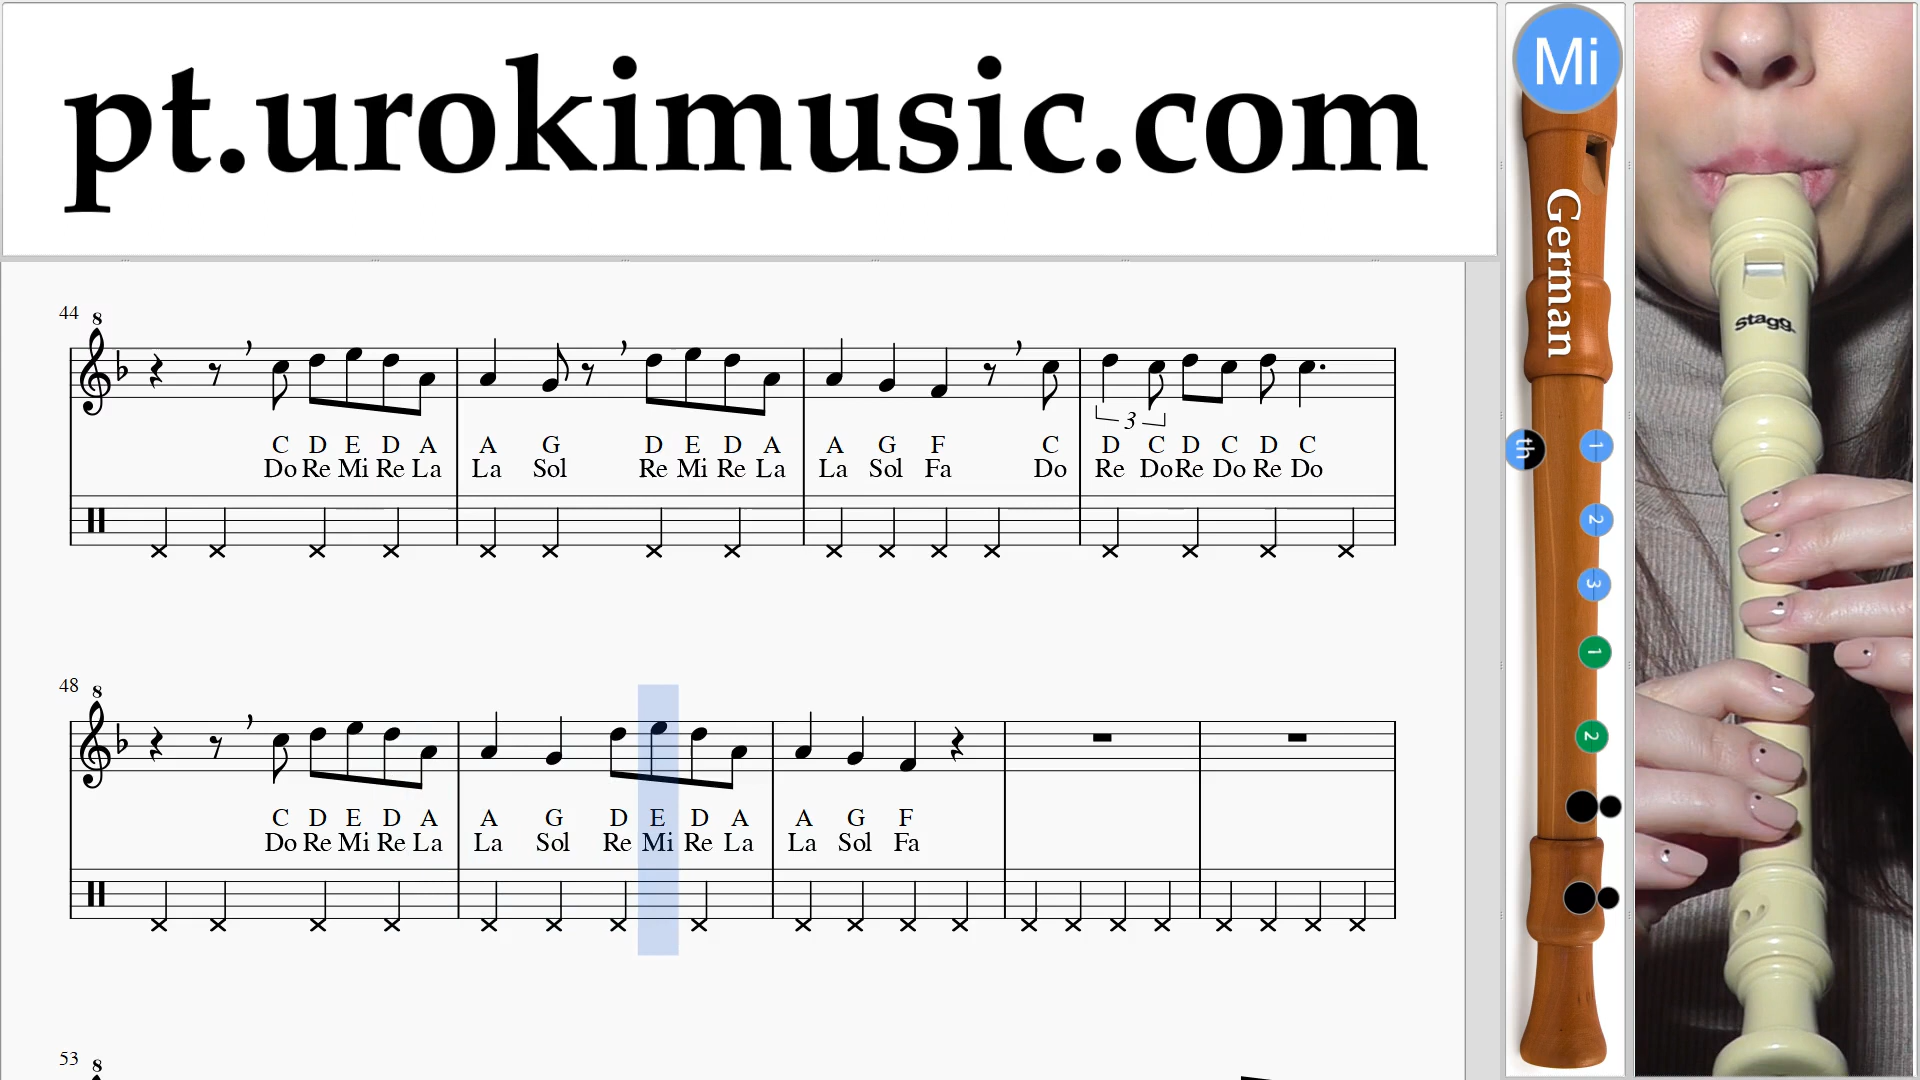 pt.urokimusic.com
44
8
3
C D E D A A G D E D A A G F C D C D C D C
Do Re Mi Re La La Sol Re Mi Re La La Sol Fa Do Re Do Re Do Re Do
48
8
C D E D A A G D E D A A G F
Do Re Mi Re La La Sol Re Mi Re La La Sol Fa
53
8
Mi
German
th
1
2
3
1
2
Stagg